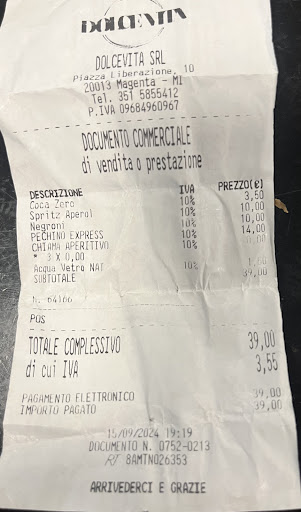 DOLCEVITA
DOLCEVITA SRL
Piazza Liberazione, 10
20013 Magenta - MI
Tel. 351 5855412
P.IVA 09684960967
DOCUMENTO COMMERCIALE
di vendita o prestazione
DESCRIZIONE IVA PREZZO(€)
Coca Zero 10% 3,50
Spritz Aperol 10% 10,00
Negroni 10% 10,00
PECHINO EXPRESS 10% 14,00
CHIAMA APERITIVO 10%
* 3 X 0,00
Acqua Vetro NAT 10%
SUBTOTALE 39,00
N. 64166
POS
TOTALE COMPLESSIVO 39,00
di cui IVA 3,55
PAGAMENTO ELETTRONICO 39,00
IMPORTO PAGATO 39,00
15/09/2024 19:19
DOCUMENTO N. 0752-0213
RT 8AMTN026353
ARRIVEDERCI E GRAZIE